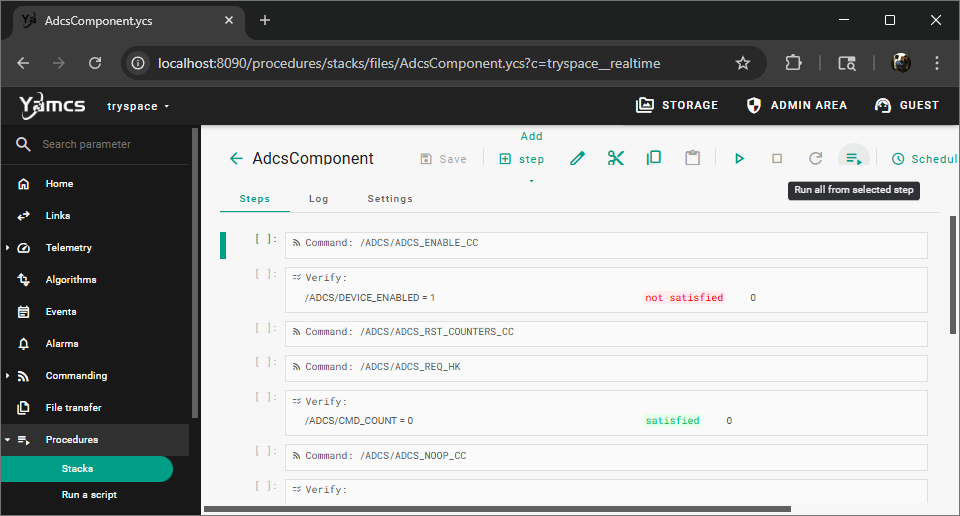 AdcsComponent.ycs
localhost:8090/procedures/stacks/files/AdcsComponent.ycs?c=tryspace__realtime
Yamcs tryspace STORAGE ADMIN AREA GUEST
Search parameter
Home
Links
Telemetry
Algorithms
Events
Alarms
Commanding
File transfer
Procedures
Stacks
Run a script
AdcsComponent Save Add step Schedul
Run all from selected step
Steps Log Settings
[ ]: Command: /ADCS/ADCS_ENABLE_CC
[ ]: Verify:
/ADCS/DEVICE_ENABLED = 1 not satisfied 0
[ ]: Command: /ADCS/ADCS_RST_COUNTERS_CC
[ ]: Command: /ADCS/ADCS_REQ_HK
[ ]: Verify:
/ADCS/CMD_COUNT = 0 satisfied 0
[ ]: Command: /ADCS/ADCS_NOOP_CC
[ ]: Verify: